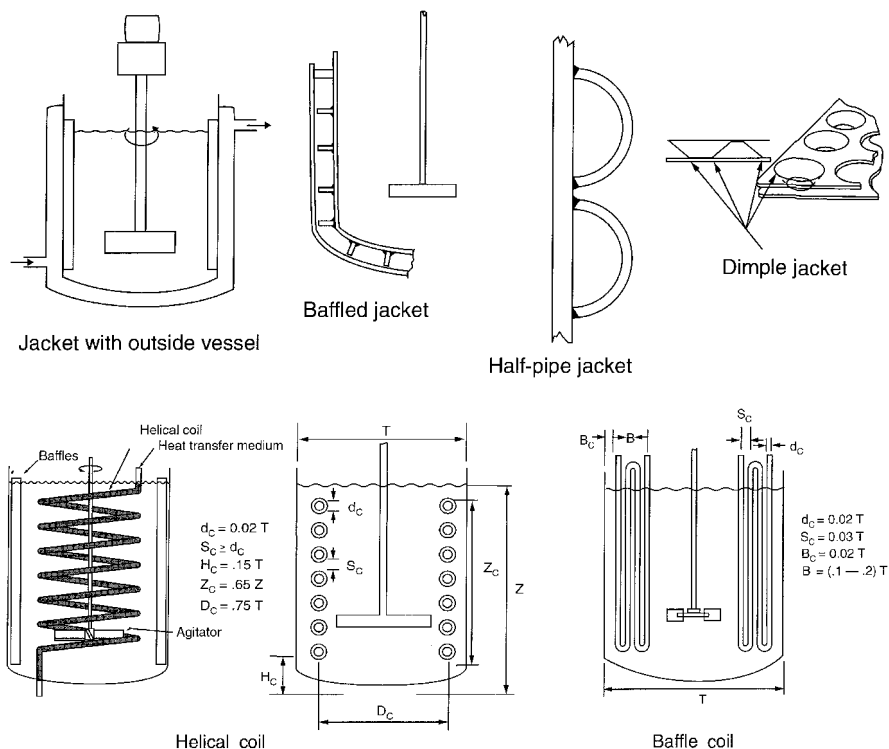 Jacket with outside vessel
Baffled jacket
Half-pipe jacket
Dimple jacket
Helical coil
Heat transfer medium
Baffles
d_C = 0.02 T
S_C ≥ d_C
H_C = .15 T
Z_C = .65 Z
D_C = .75 T
Agitator
T
d_C
S_C
Z_C
Z
H_C
D_C
Helical coil
B_C
B
S_C
d_C
d_C = 0.02 T
S_C = 0.03 T
B_C = 0.02 T
B = (.1 — .2) T
T
Baffle coil